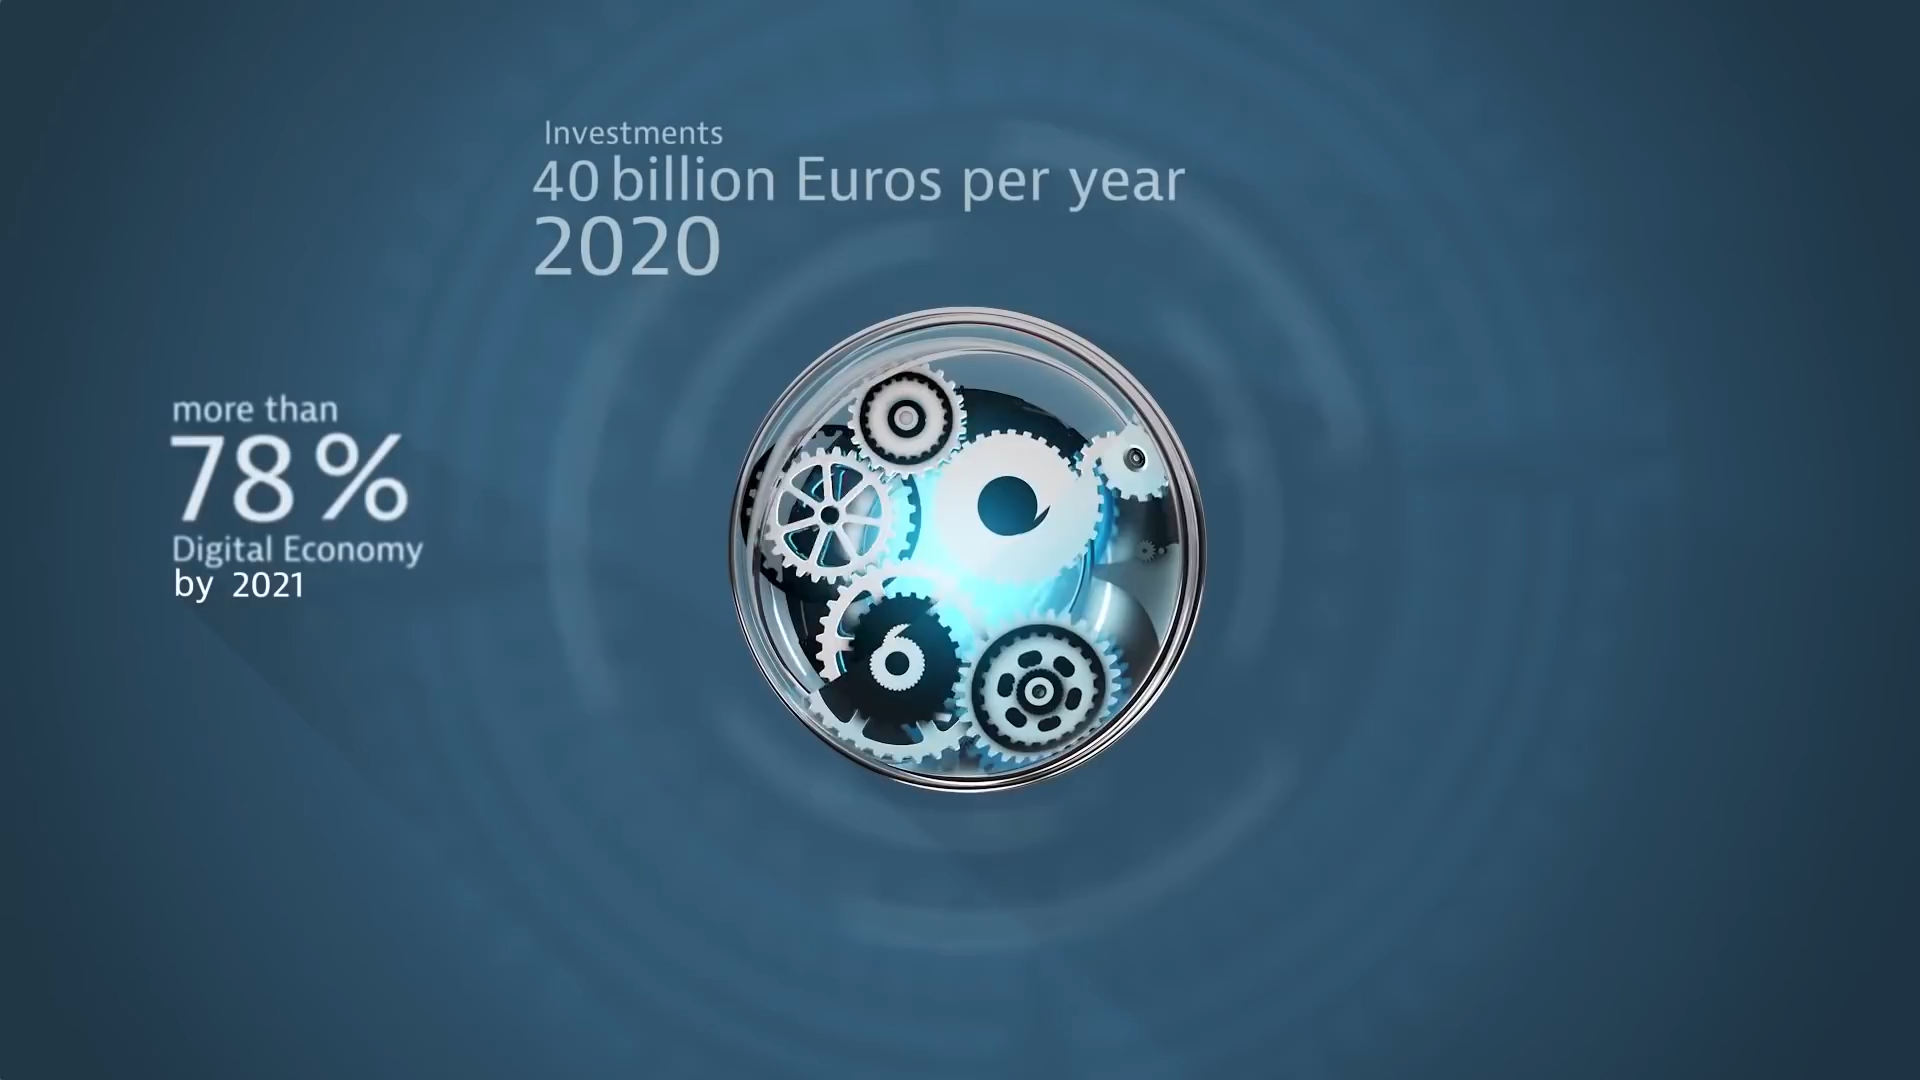 Investments
40 billion Euros per year
2020
more than
78 %
Digital Economy
by 2021